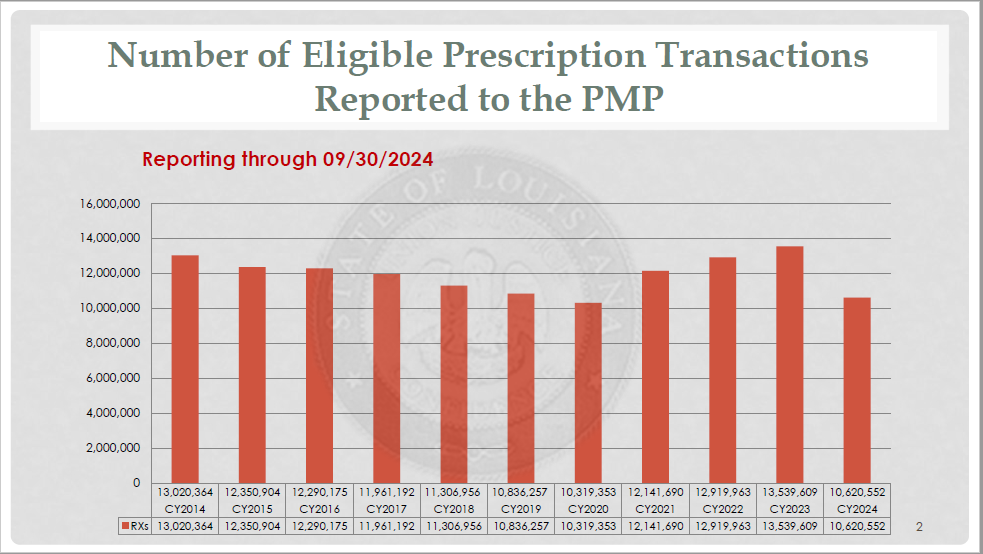 Number of Eligible Prescription Transactions
Reported to the PMP
Reporting through 09/30/2024
STATE OF LOUISIANA
16,000,000
14,000,000
12,000,000
10,000,000
8,000,000
6,000,000
4,000,000
2,000,000
0
13,020,364 12,350,904 12,290,175 11,961,192 11,306,956 10,836,257 10,319,353 12,141,690 12,919,963 13,539,609 10,620,552
CY2014 CY2015 CY2016 CY2017 CY2018 CY2019 CY2020 CY2021 CY2022 CY2023 CY2024
RXs 13,020,364 12,350,904 12,290,175 11,961,192 11,306,956 10,836,257 10,319,353 12,141,690 12,919,963 13,539,609 10,620,552
2